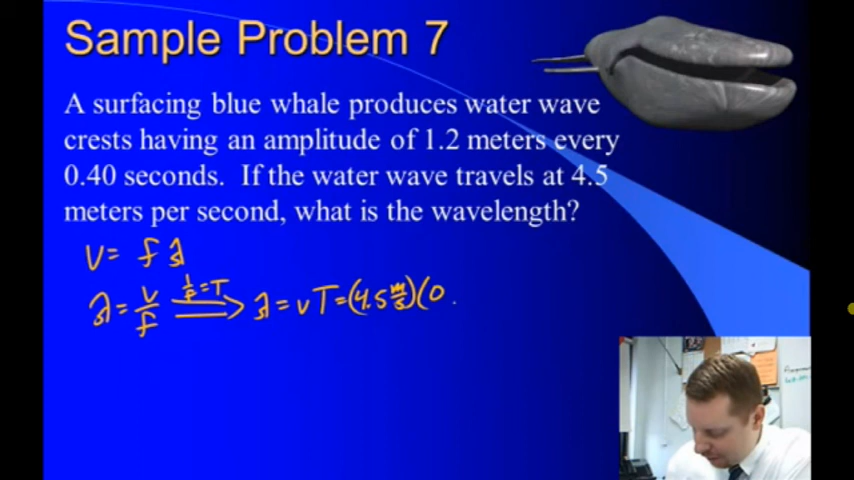 Sample Problem 7
A surfacing blue whale produces water wave
crests having an amplitude of 1.2 meters every
0.40 seconds. If the water wave travels at 4.5
meters per second, what is the wavelength?
v = f λ
λ = v/f 1/f = T ⇒ λ = vT = (4.5 m/s)(0.